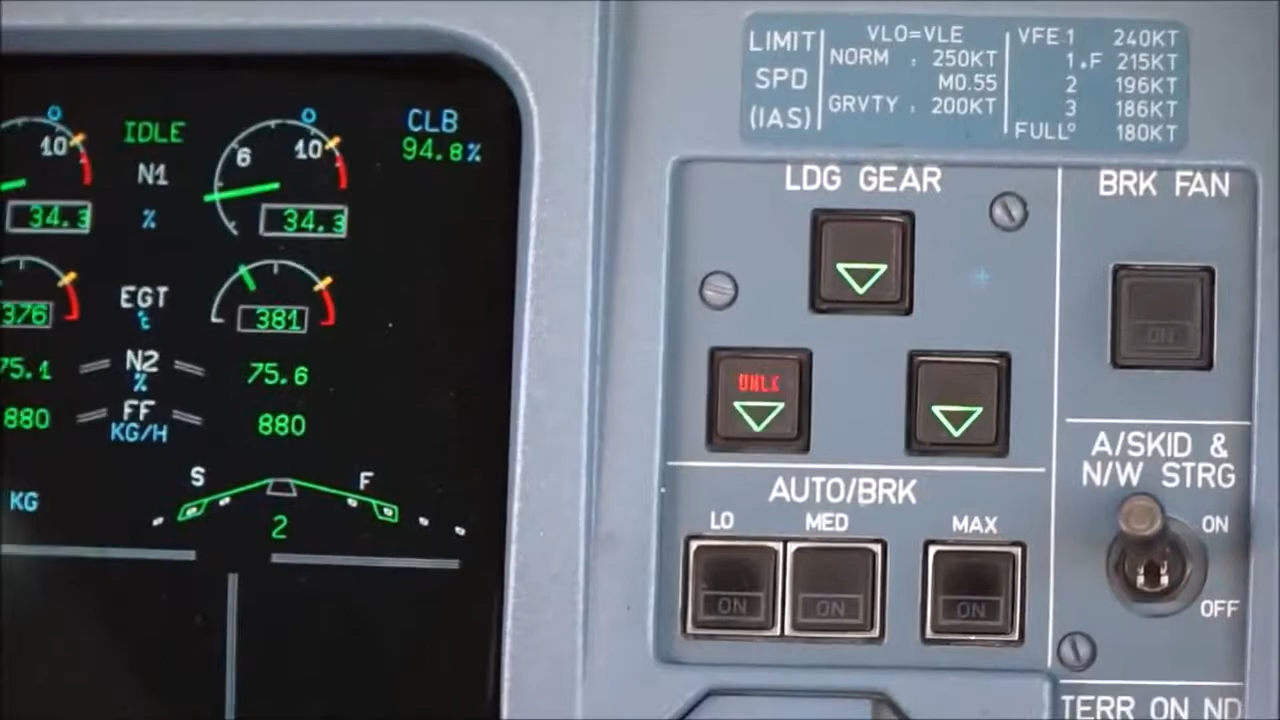 10 IDLE 6 10 CLB
N1 94.8%
34.3 % 34.3
EGT
376 °C 381
75.1 N2 75.6
%
880 FF 880
KG/H
S F
KG
2
LIMIT SPD (IAS)
VLO=VLE
NORM : 250KT
M0.55
GRVTY : 200KT
VFE 1 240KT
1.F 215KT
2 196KT
3 186KT
FULL° 180KT
LDG GEAR
BRK FAN
ON
UNLK
A/SKID &
N/W STRG
ON
OFF
AUTO/BRK
LO MED MAX
ON ON ON
TERR ON ND